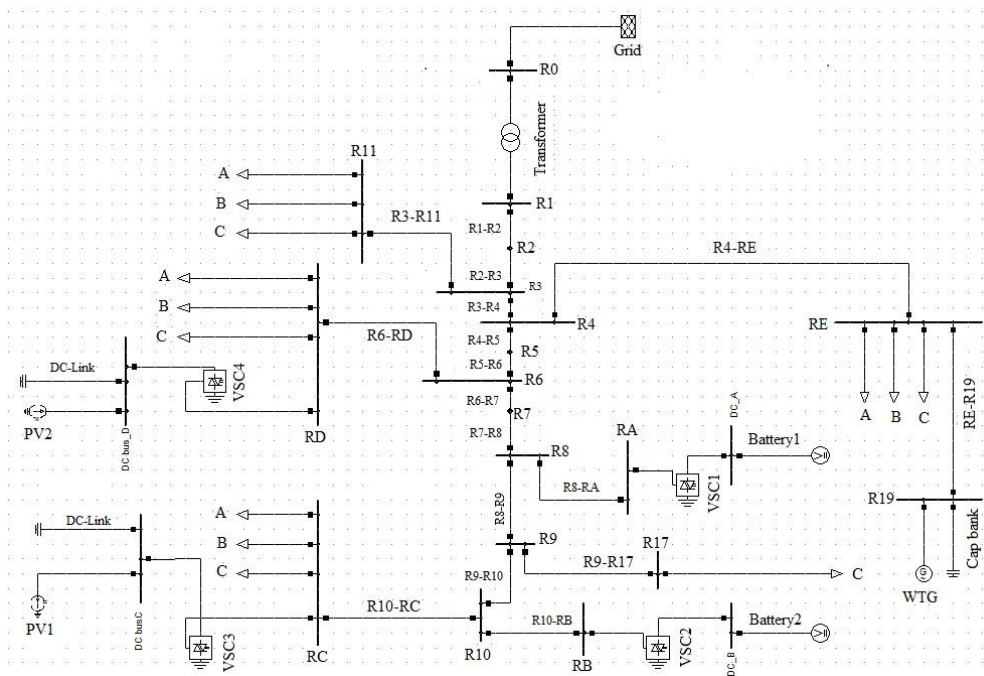 Grid
R0
Transformer
R11
A
B
C
R3-R11
R1
R1-R2
R2
R2-R3
R3
R3-R4
R4
R4-RE
RE
A B C
RE-R19
R19
WTG
Cap bank
R4-R5
R5
R5-R6
R6
R6-RD
A
B
C
RD
VSC4
DC-Link
PV2
DC-bus_D
R6-R7
R7
R7-R8
R8
R8-RA
RA
VSC1
DC_A
Battery1
R8-R9
R9
R9-R17
R17
C
R9-R10
R10
R10-RC
A
B
C
RC
VSC3
DC-Link
PV1
DC-busC
R10-RB
RB
VSC2
DC_B
Battery2